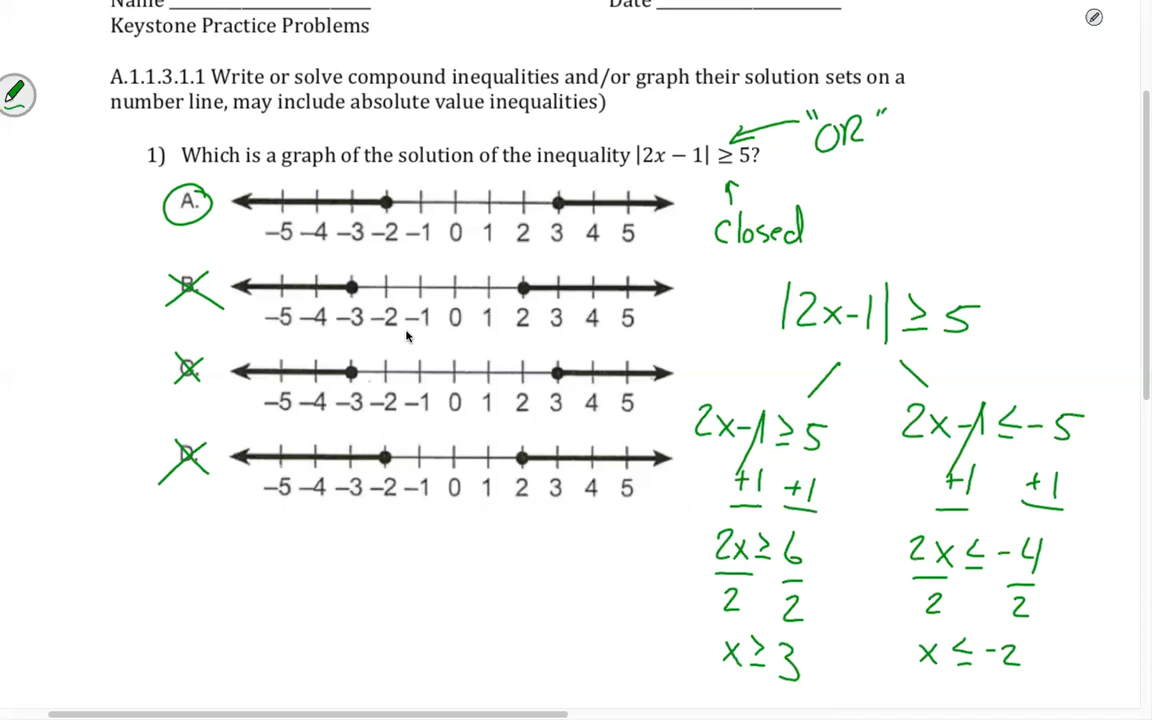 Name Date
Keystone Practice Problems
A.1.1.3.1.1 Write or solve compound inequalities and/or graph their solution sets on a
number line, may include absolute value inequalities)
"OR"
1) Which is a graph of the solution of the inequality |2x − 1| ≥ 5?
A.
−5 −4 −3 −2 −1 0 1 2 3 4 5
closed
B.
−5 −4 −3 −2 −1 0 1 2 3 4 5
C.
−5 −4 −3 −2 −1 0 1 2 3 4 5
D.
−5 −4 −3 −2 −1 0 1 2 3 4 5
|2x-1| ≥ 5
2x-1 ≥ 5 2x-1 ≤ -5
+1 +1 +1 +1
2x ≥ 6 2x ≤ -4
2 2 2 2
x ≥ 3 x ≤ -2